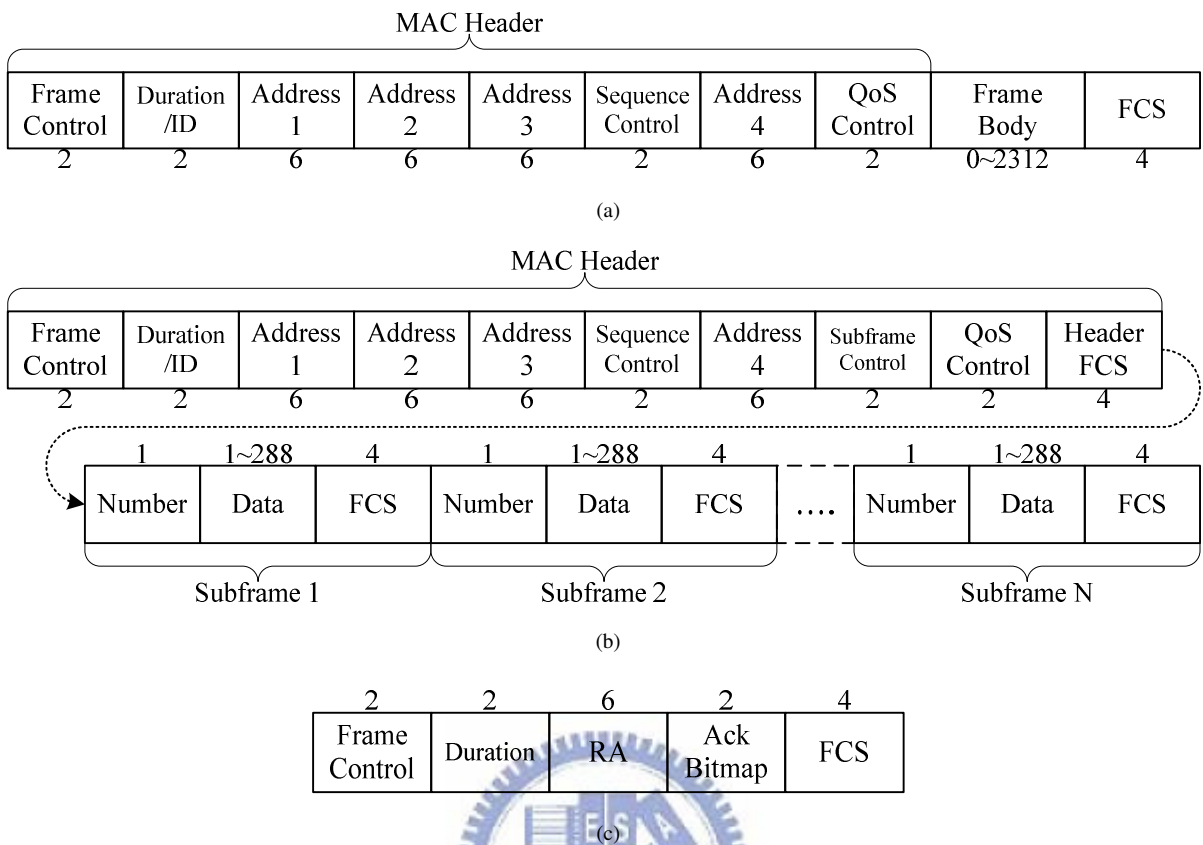 MAC Header
Frame Control Duration /ID Address 1 Address 2 Address 3 Sequence Control Address 4 QoS Control Frame Body FCS
2 2 6 6 6 2 6 2 0~2312 4
(a)
MAC Header
Frame Control Duration /ID Address 1 Address 2 Address 3 Sequence Control Address 4 Subframe Control QoS Control Header FCS
2 2 6 6 6 2 6 2 2 4
1 1~288 4 1 1~288 4 1 1~288 4
Number Data FCS Number Data FCS .... Number Data FCS
Subframe 1 Subframe 2 Subframe N
(b)
2 2 6 2 4
Frame Control Duration RA Ack Bitmap FCS
E S A
(c)